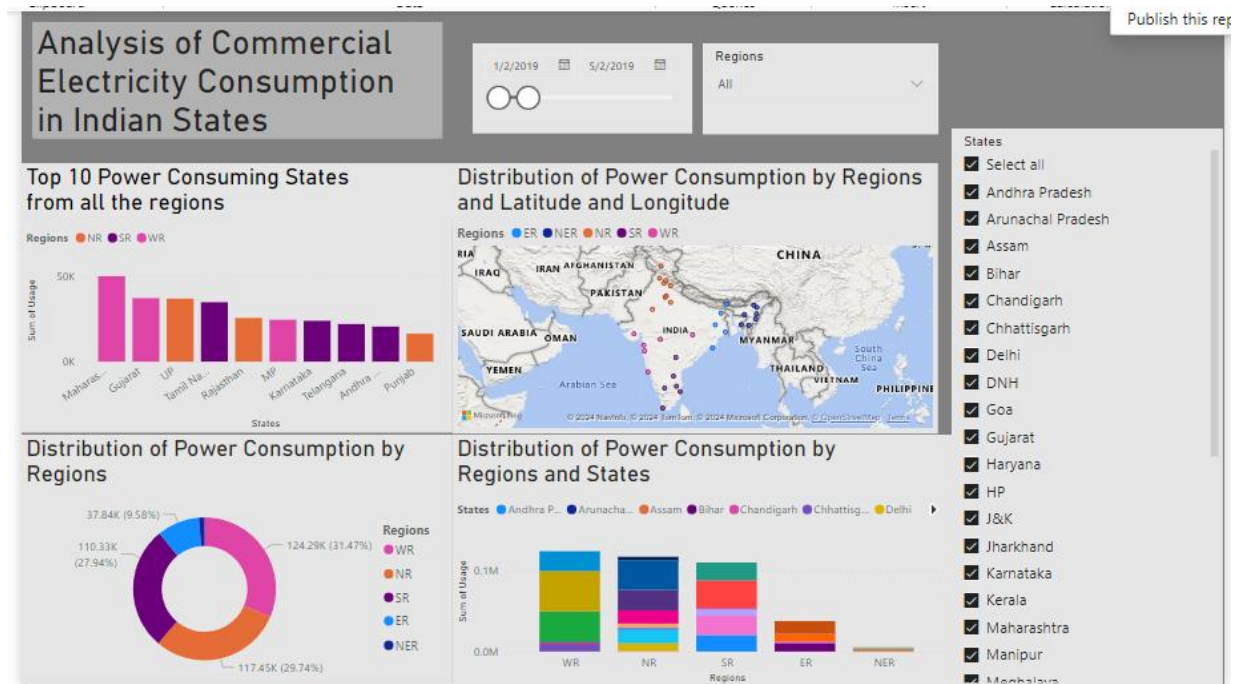 Publish this rep
Analysis of Commercial
Electricity Consumption
in Indian States
1/2/2019 5/2/2019
Regions
All
States
Select all
Andhra Pradesh
Arunachal Pradesh
Assam
Bihar
Chandigarh
Chhattisgarh
Delhi
DNH
Goa
Gujarat
Haryana
HP
J&K
Jharkhand
Karnataka
Kerala
Maharashtra
Manipur
Meghalaya
Top 10 Power Consuming States
from all the regions
Regions NR SR WR
50K
0K
Sum of Usage
Maharas... Gujarat UP Tamil Na... Rajasthan MP Karnataka Telangana Andhra ... Punjab
States
Distribution of Power Consumption by Regions
and Latitude and Longitude
Regions ER NER NR SR WR
RIA
IRAQ
IRAN
AFGHANISTAN
CHINA
PAKISTAN
SAUDI ARABIA
OMAN
INDIA
MYANMAR
YEMEN
Arabian Sea
THAILAND
VIETNAM
South
China
Sea
PHILIPPINE
© 2024 NavInfo, © 2024 TomTom, © 2024 Microsoft Corporation, © OpenStreetMap Terms
Distribution of Power Consumption by
Regions
37.84K (9.58%)
110.33K
(27.94%)
124.29K (31.47%)
117.45K (29.74%)
Regions
WR
NR
SR
ER
NER
Distribution of Power Consumption by
Regions and States
States Andhra P... Arunacha... Assam Bihar Chandigarh Chhattisg... Delhi
0.1M
0.0M
Sum of Usage
WR NR SR ER NER
Regions